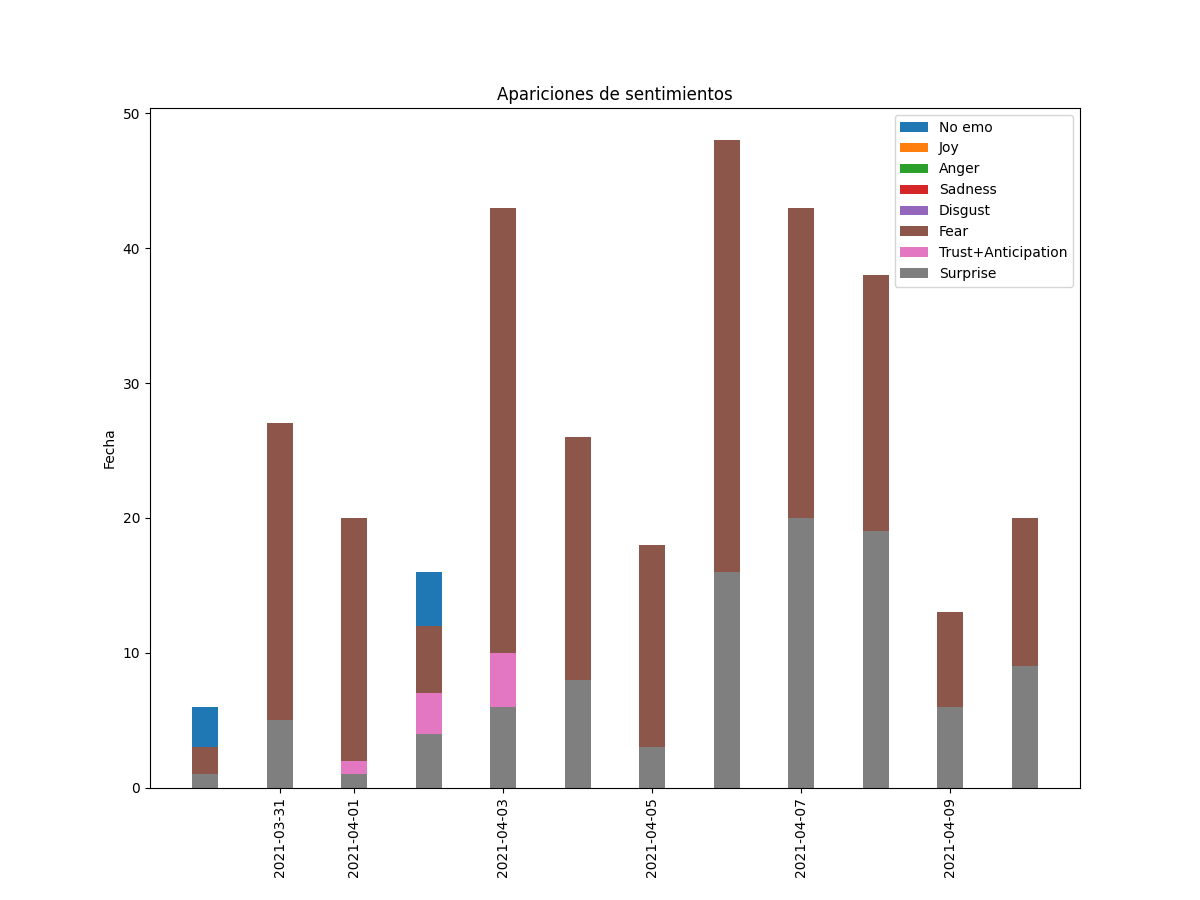 Apariciones de sentimientos
50
40
30
20
10
0
Fecha
No emo
Joy
Anger
Sadness
Disgust
Fear
Trust+Anticipation
Surprise
2021-03-31
2021-04-01
2021-04-03
2021-04-05
2021-04-07
2021-04-09